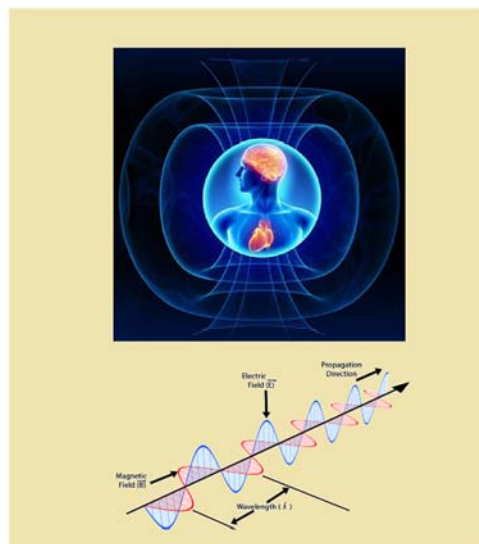 Propagation
Direction
Electric
Field (E)
Magnetic
Field (B)
Wavelength (λ)